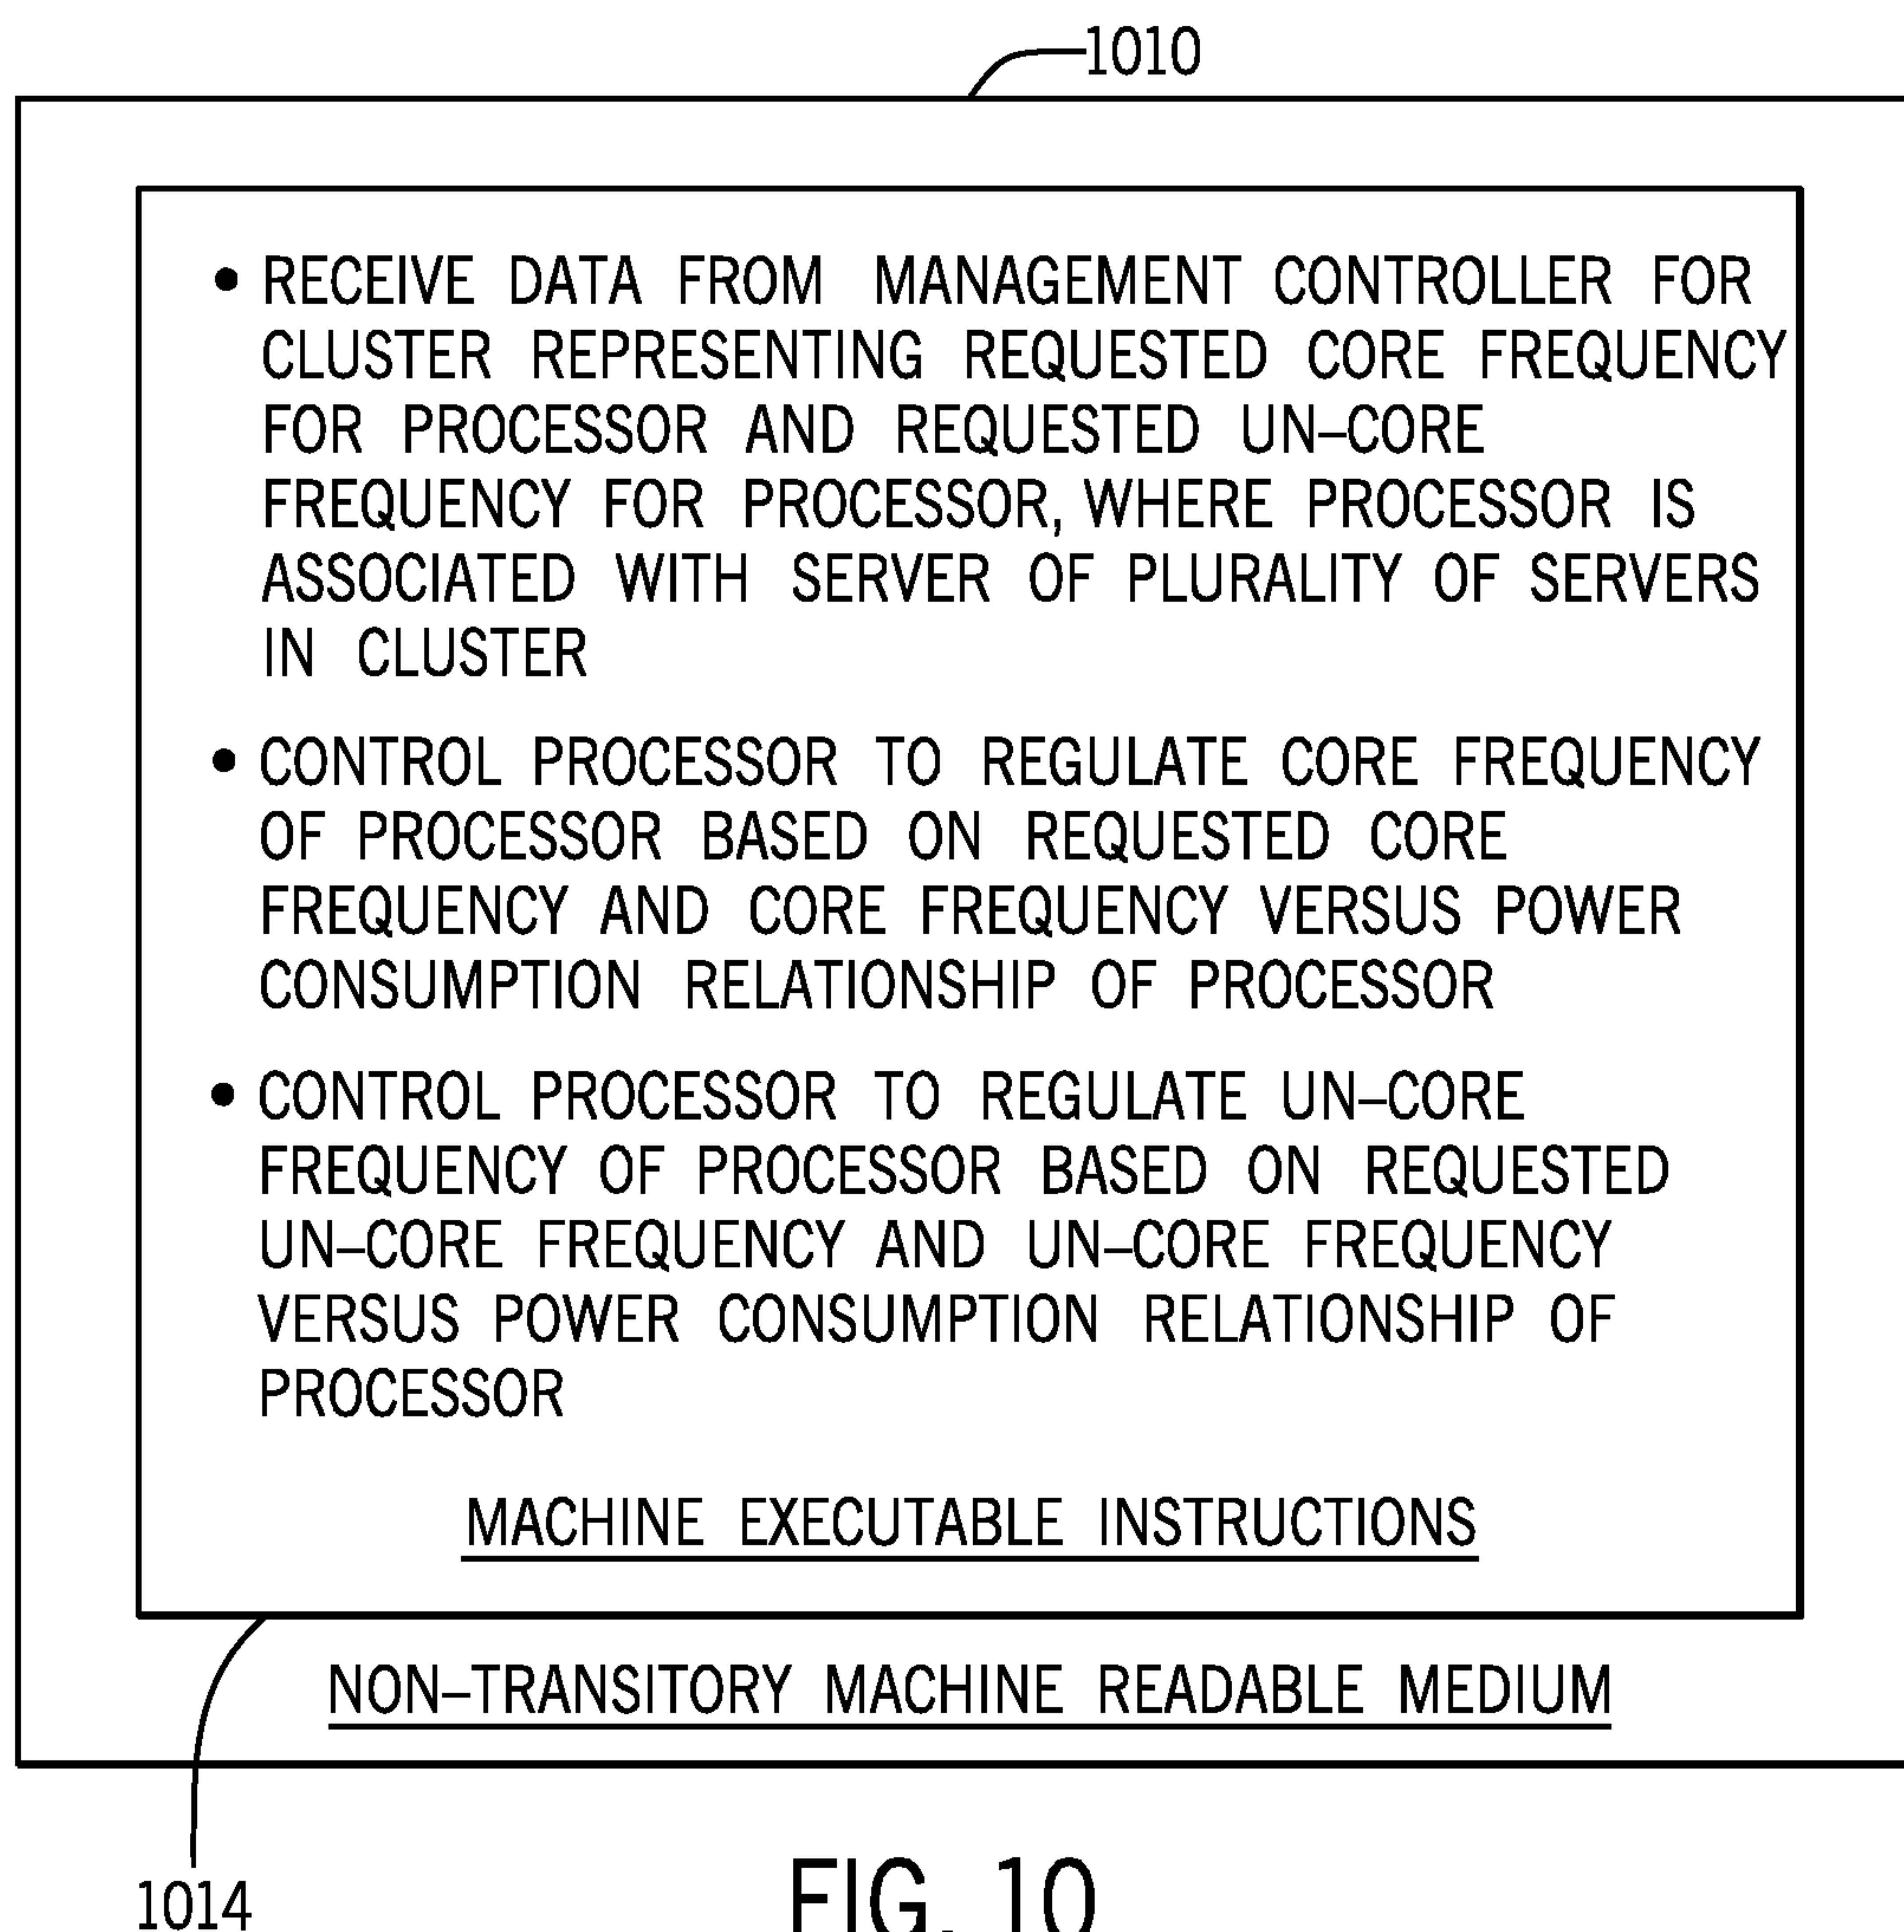 1010
• RECEIVE DATA FROM MANAGEMENT CONTROLLER FOR
CLUSTER REPRESENTING REQUESTED CORE FREQUENCY
FOR PROCESSOR AND REQUESTED UN–CORE
FREQUENCY FOR PROCESSOR, WHERE PROCESSOR IS
ASSOCIATED WITH SERVER OF PLURALITY OF SERVERS
IN CLUSTER
• CONTROL PROCESSOR TO REGULATE CORE FREQUENCY
OF PROCESSOR BASED ON REQUESTED CORE
FREQUENCY AND CORE FREQUENCY VERSUS POWER
CONSUMPTION RELATIONSHIP OF PROCESSOR
• CONTROL PROCESSOR TO REGULATE UN–CORE
FREQUENCY OF PROCESSOR BASED ON REQUESTED
UN–CORE FREQUENCY AND UN–CORE FREQUENCY
VERSUS POWER CONSUMPTION RELATIONSHIP OF
PROCESSOR
MACHINE EXECUTABLE INSTRUCTIONS
NON–TRANSITORY MACHINE READABLE MEDIUM
1014
FIG. 10